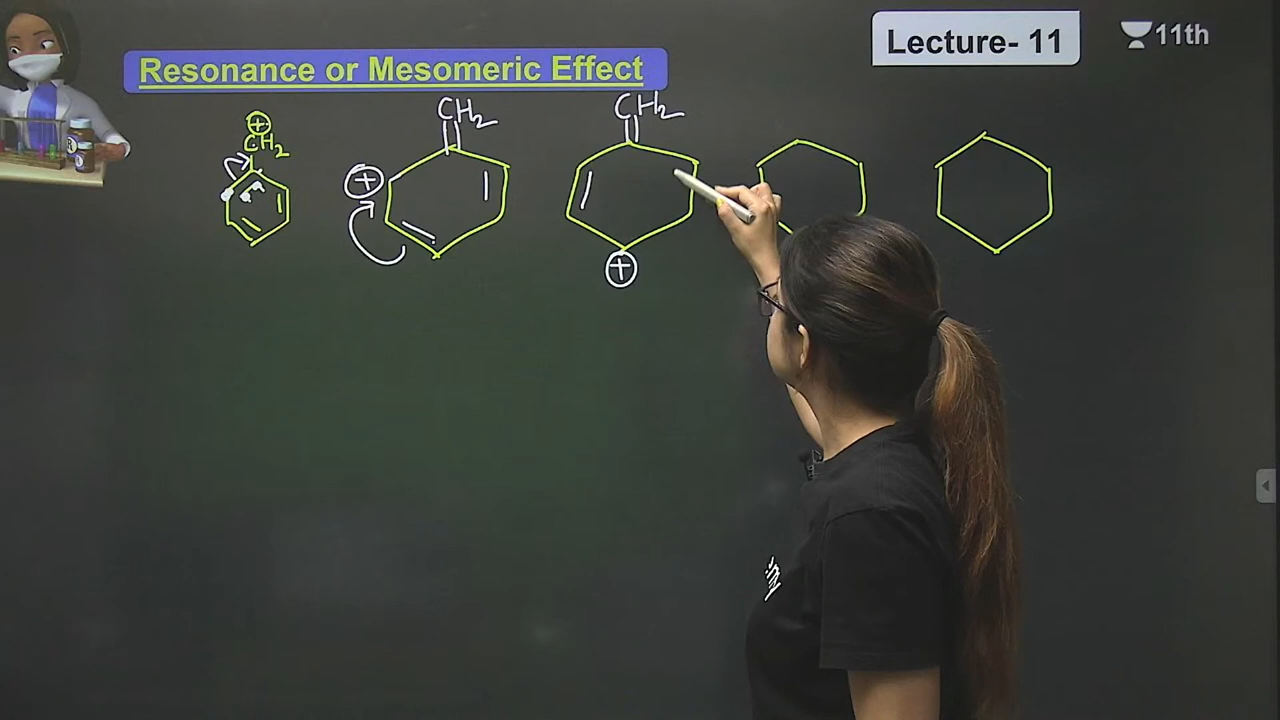 Lecture- 11
11th
Resonance or Mesomeric Effect
⊕
CH₂
CH₂
⊕
CH₂
⊕